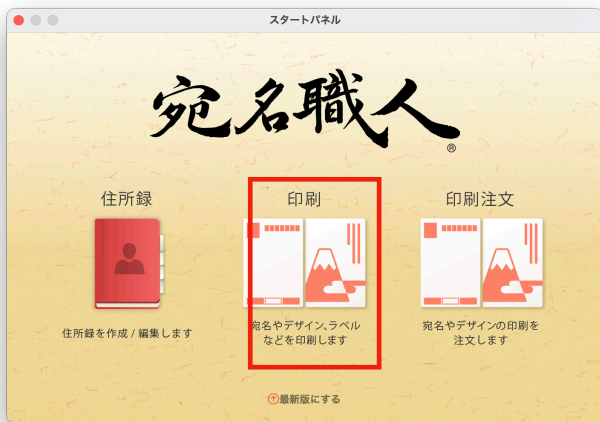 スタートパネル
宛名職人
®
住所録
印刷
印刷注文
住所録を作成 / 編集します
宛名やデザイン、ラベル
などを印刷します
宛名やデザインの印刷を
注文します
最新版にする